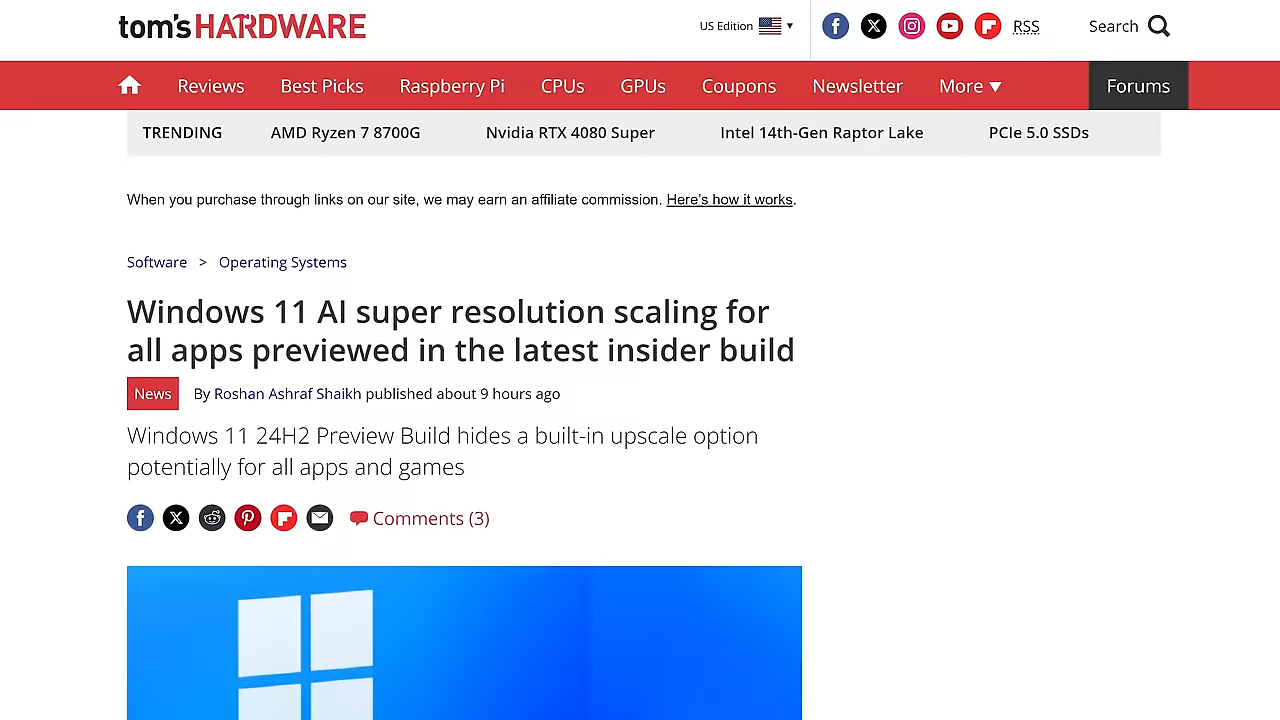 tom's HARDWARE
US Edition
RSS
Search
Reviews Best Picks Raspberry Pi CPUs GPUs Coupons Newsletter More Forums
TRENDING AMD Ryzen 7 8700G Nvidia RTX 4080 Super Intel 14th-Gen Raptor Lake PCIe 5.0 SSDs
When you purchase through links on our site, we may earn an affiliate commission. Here's how it works.
Software > Operating Systems
Windows 11 AI super resolution scaling for
all apps previewed in the latest insider build
News By Roshan Ashraf Shaikh published about 9 hours ago
Windows 11 24H2 Preview Build hides a built-in upscale option
potentially for all apps and games
Comments (3)